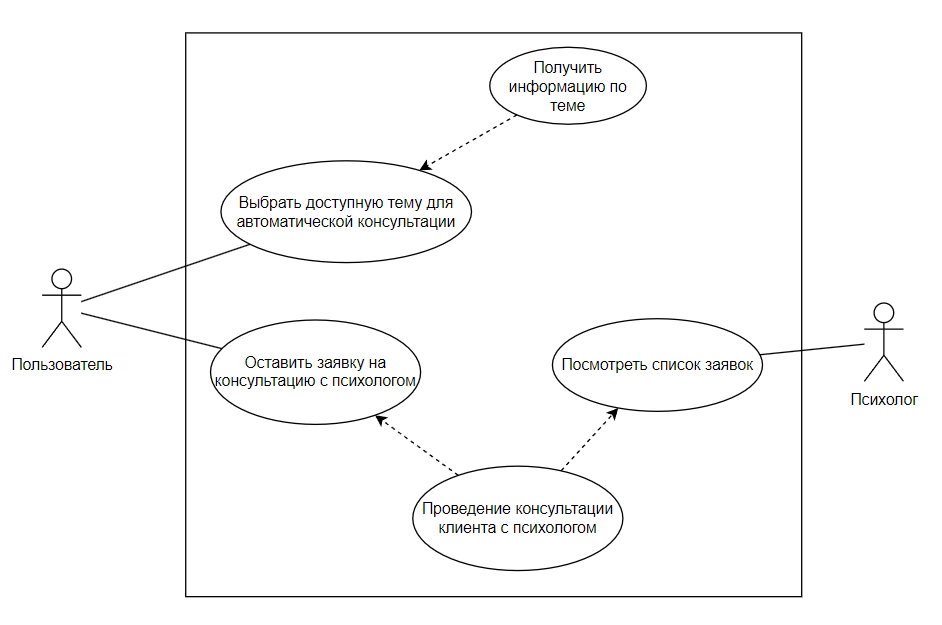 Получить
информацию по
теме
Выбрать доступную тему для
автоматической консультации
Пользователь
Оставить заявку на
консультацию с психологом
Посмотреть список заявок
Психолог
Проведение консультации
клиента с психологом